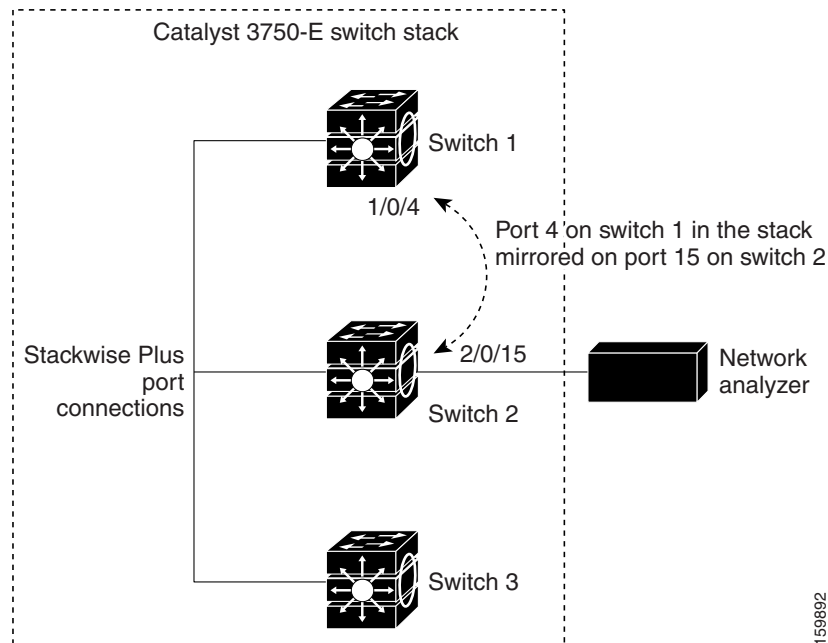 Catalyst 3750-E switch stack
Switch 1
1/0/4
Port 4 on switch 1 in the stack
mirrored on port 15 on switch 2
Stackwise Plus
port
connections
2/0/15
Switch 2
Network
analyzer
Switch 3
159892